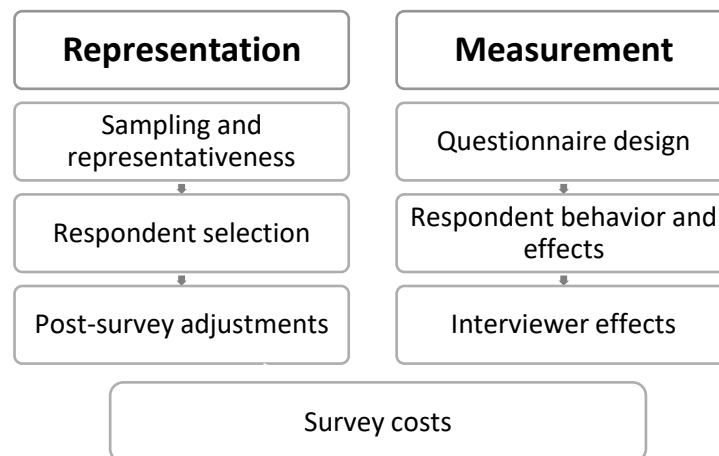 Representation
Sampling and
representativeness
Respondent selection
Post-survey adjustments
Measurement
Questionnaire design
Respondent behavior and
effects
Interviewer effects
Survey costs